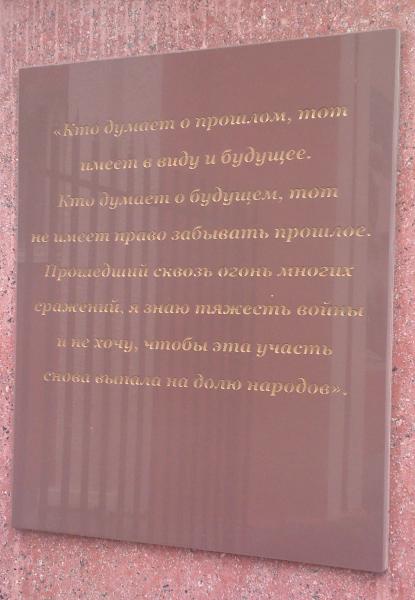 «Кто думает о прошлом, тот
имеет в виду и будущее.
Кто думает о будущем, тот
не имеет право забывать прошлое.
Прошедший сквозь огонь многих
сражений, я знаю тяжесть войны
и не хочу, чтобы эта участь
снова выпала на долю народов».